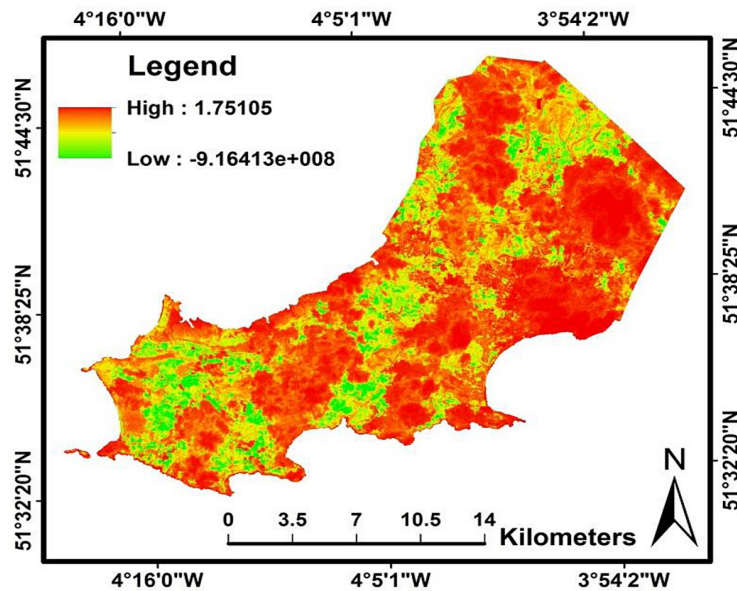 4°16'0"W 4°51"W 3°54'2"W
Legend
High : 1.75105
Low : -9.16413e+008
51°44'30"N
51°38'25"N
51°32'20"N
51°44'30"N
51°38'25"N
51°32'20"N
N
0 3.5 7 10.5 14
Kilometers
4°16'0"W 4°5'1"W 3°54'2"W